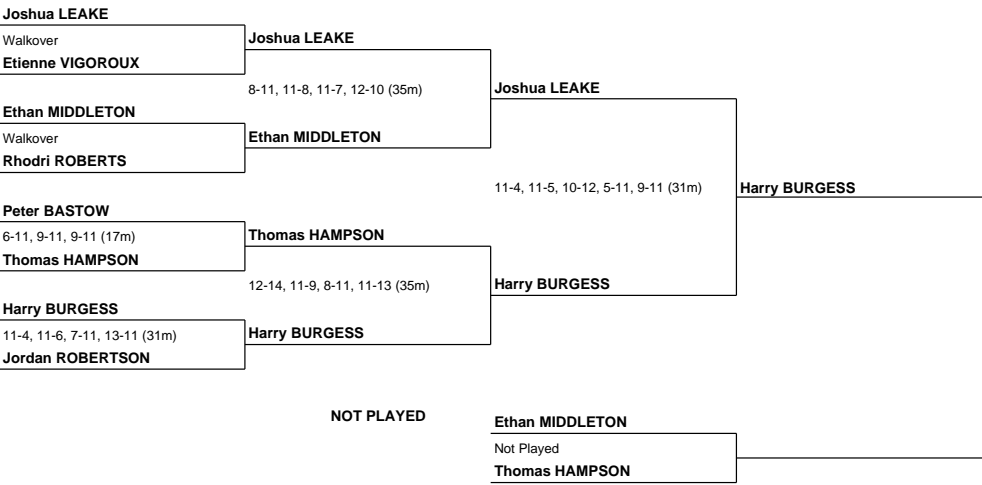 Joshua LEAKE
Walkover
Etienne VIGOROUX
Joshua LEAKE
8-11, 11-8, 11-7, 12-10 (35m)
Ethan MIDDLETON
Walkover
Rhodri ROBERTS
Ethan MIDDLETON
Joshua LEAKE
11-4, 11-5, 10-12, 5-11, 9-11 (31m)
Harry BURGESS
Peter BASTOW
6-11, 9-11, 9-11 (17m)
Thomas HAMPSON
Thomas HAMPSON
12-14, 11-9, 8-11, 11-13 (35m)
Harry BURGESS
Harry BURGESS
11-4, 11-6, 7-11, 13-11 (31m)
Jordan ROBERTSON
Harry BURGESS
NOT PLAYED
Ethan MIDDLETON
Not Played
Thomas HAMPSON